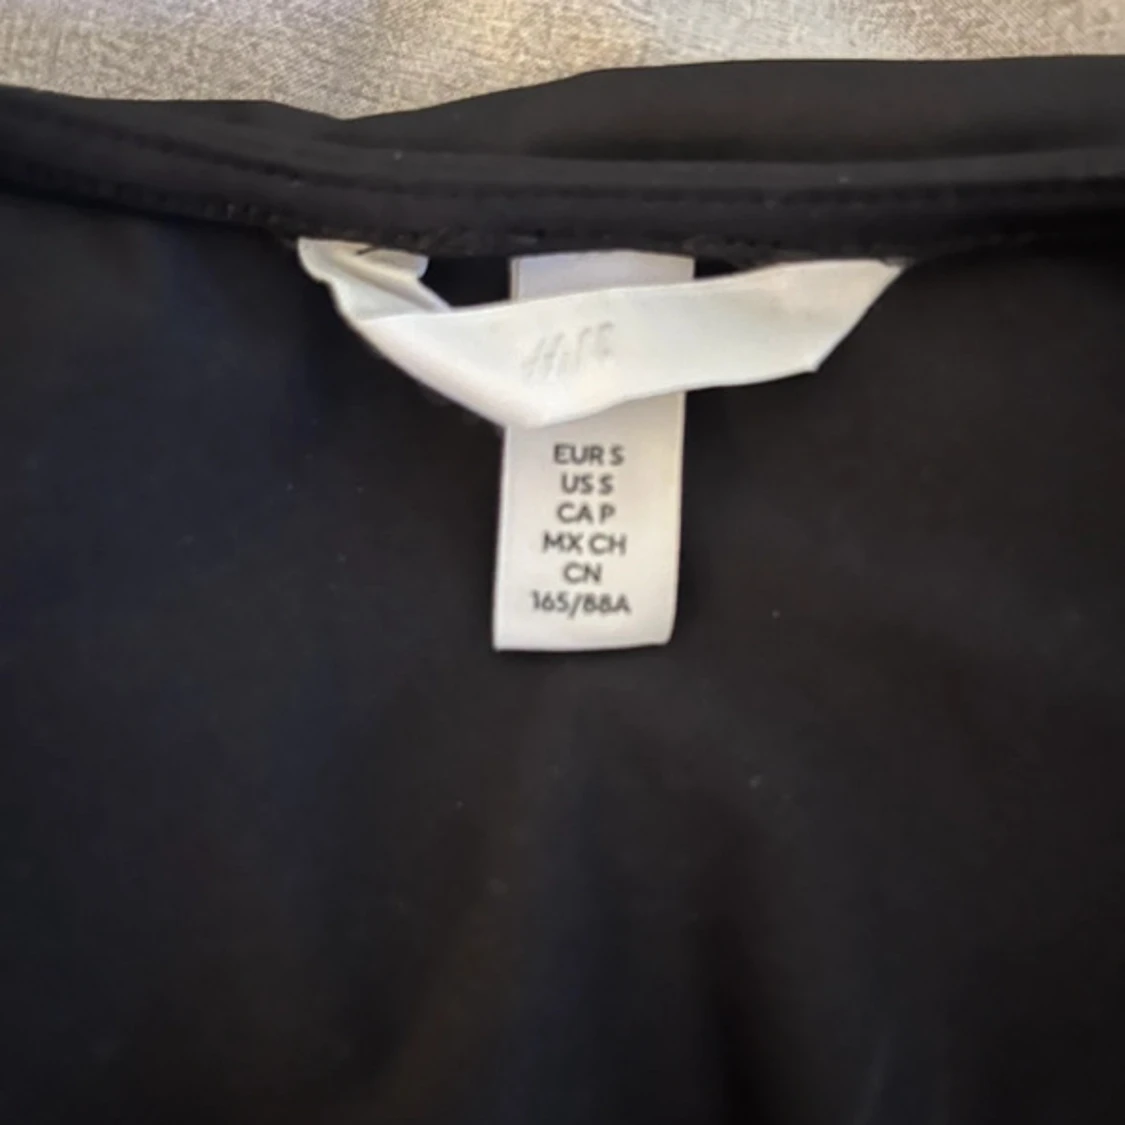 EUR S
US S
CA P
MX CH
CN
165/88A